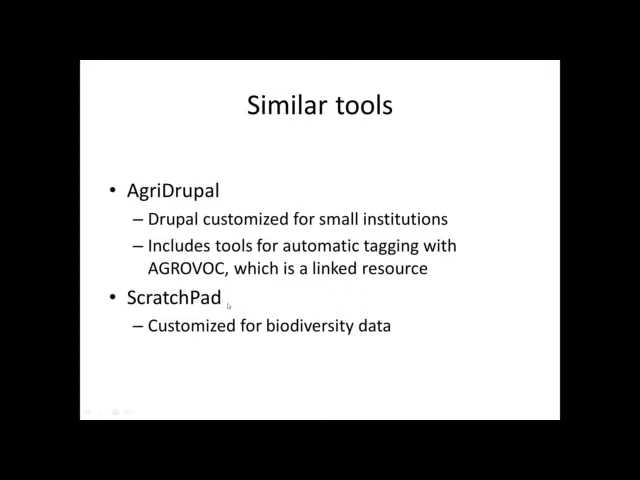 Similar tools
• AgriDrupal
– Drupal customized for small institutions
– Includes tools for automatic tagging with
AGROVOC, which is a linked resource
• ScratchPad
– Customized for biodiversity data